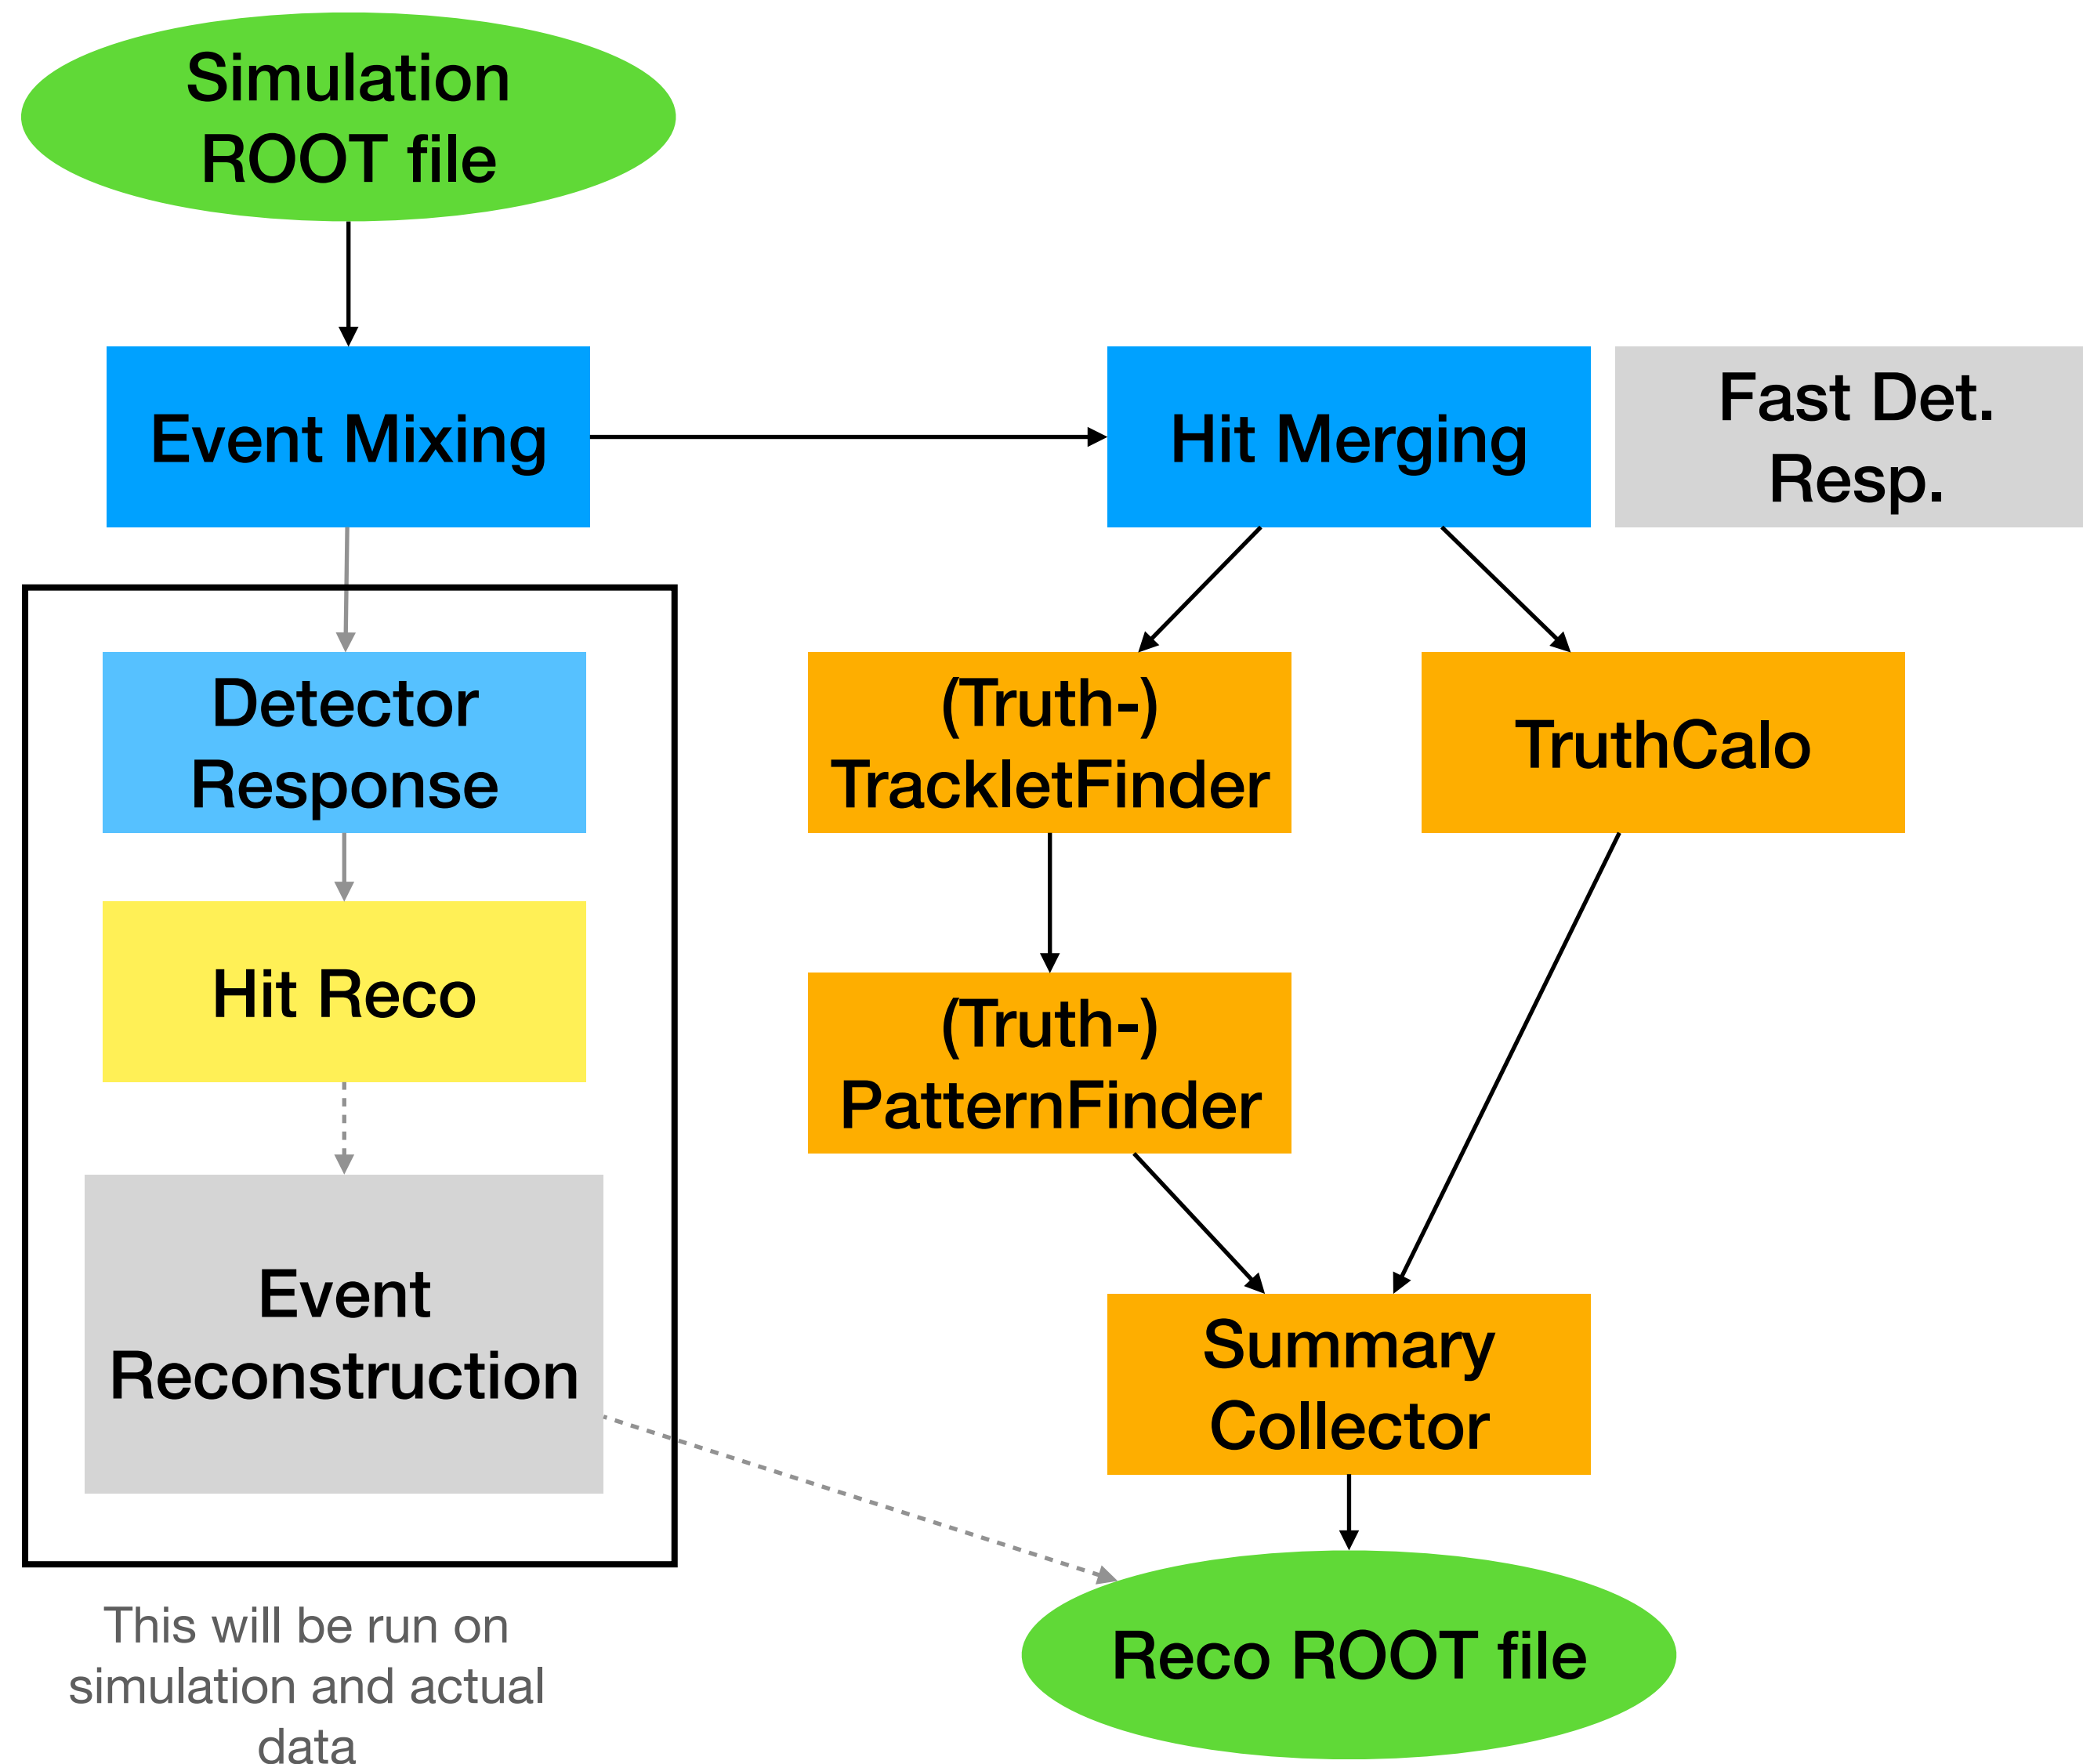 Simulation
ROOT file
Event Mixing
Hit Merging
Fast Det.
Resp.
Detector
Response
(Truth-)
TrackletFinder
TruthCalo
Hit Reco
(Truth-)
PatternFinder
Event
Reconstruction
Summary
Collector
This will be run on
simulation and actual
data
Reco ROOT file